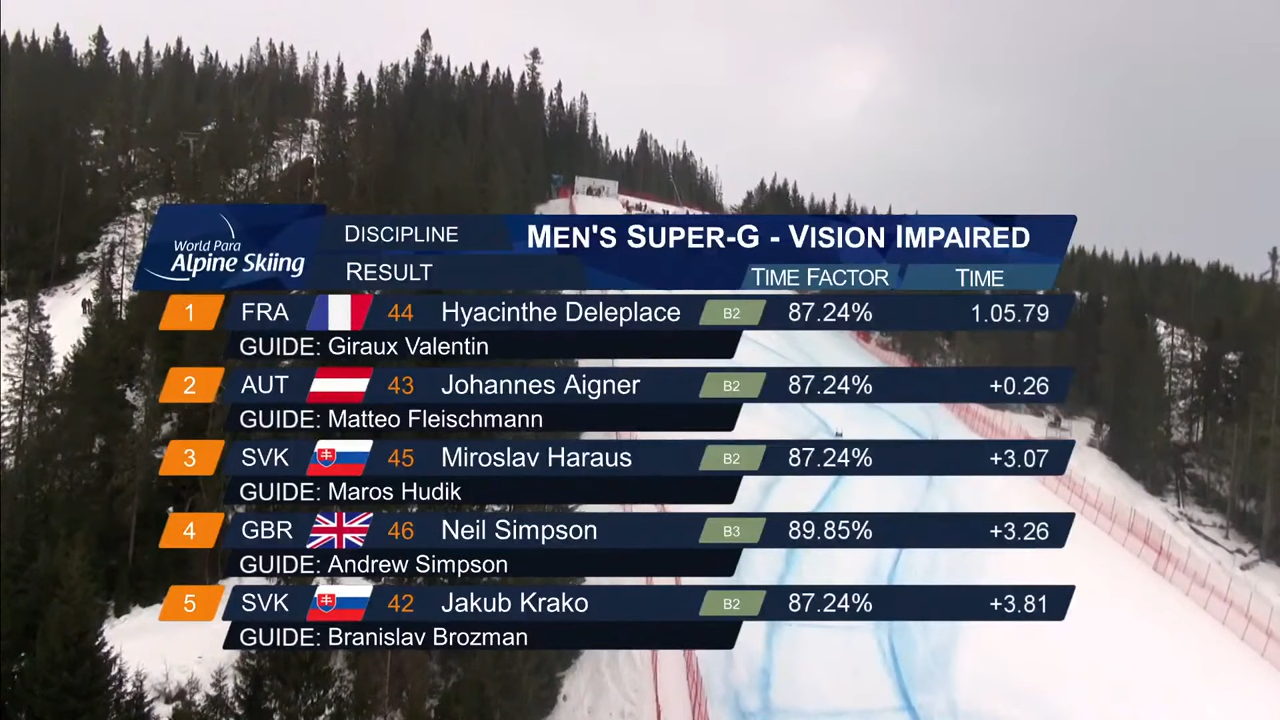 World Para
Alpine Skiing
DISCIPLINE MEN'S SUPER-G - VISION IMPAIRED
RESULT TIME FACTOR TIME
1 FRA 44 Hyacinthe Deleplace B2 87.24% 1.05.79
GUIDE: Giraux Valentin
2 AUT 43 Johannes Aigner B2 87.24% +0.26
GUIDE: Matteo Fleischmann
3 SVK 45 Miroslav Haraus B2 87.24% +3.07
GUIDE: Maros Hudik
4 GBR 46 Neil Simpson B3 89.85% +3.26
GUIDE: Andrew Simpson
5 SVK 42 Jakub Krako B2 87.24% +3.81
GUIDE: Branislav Brozman